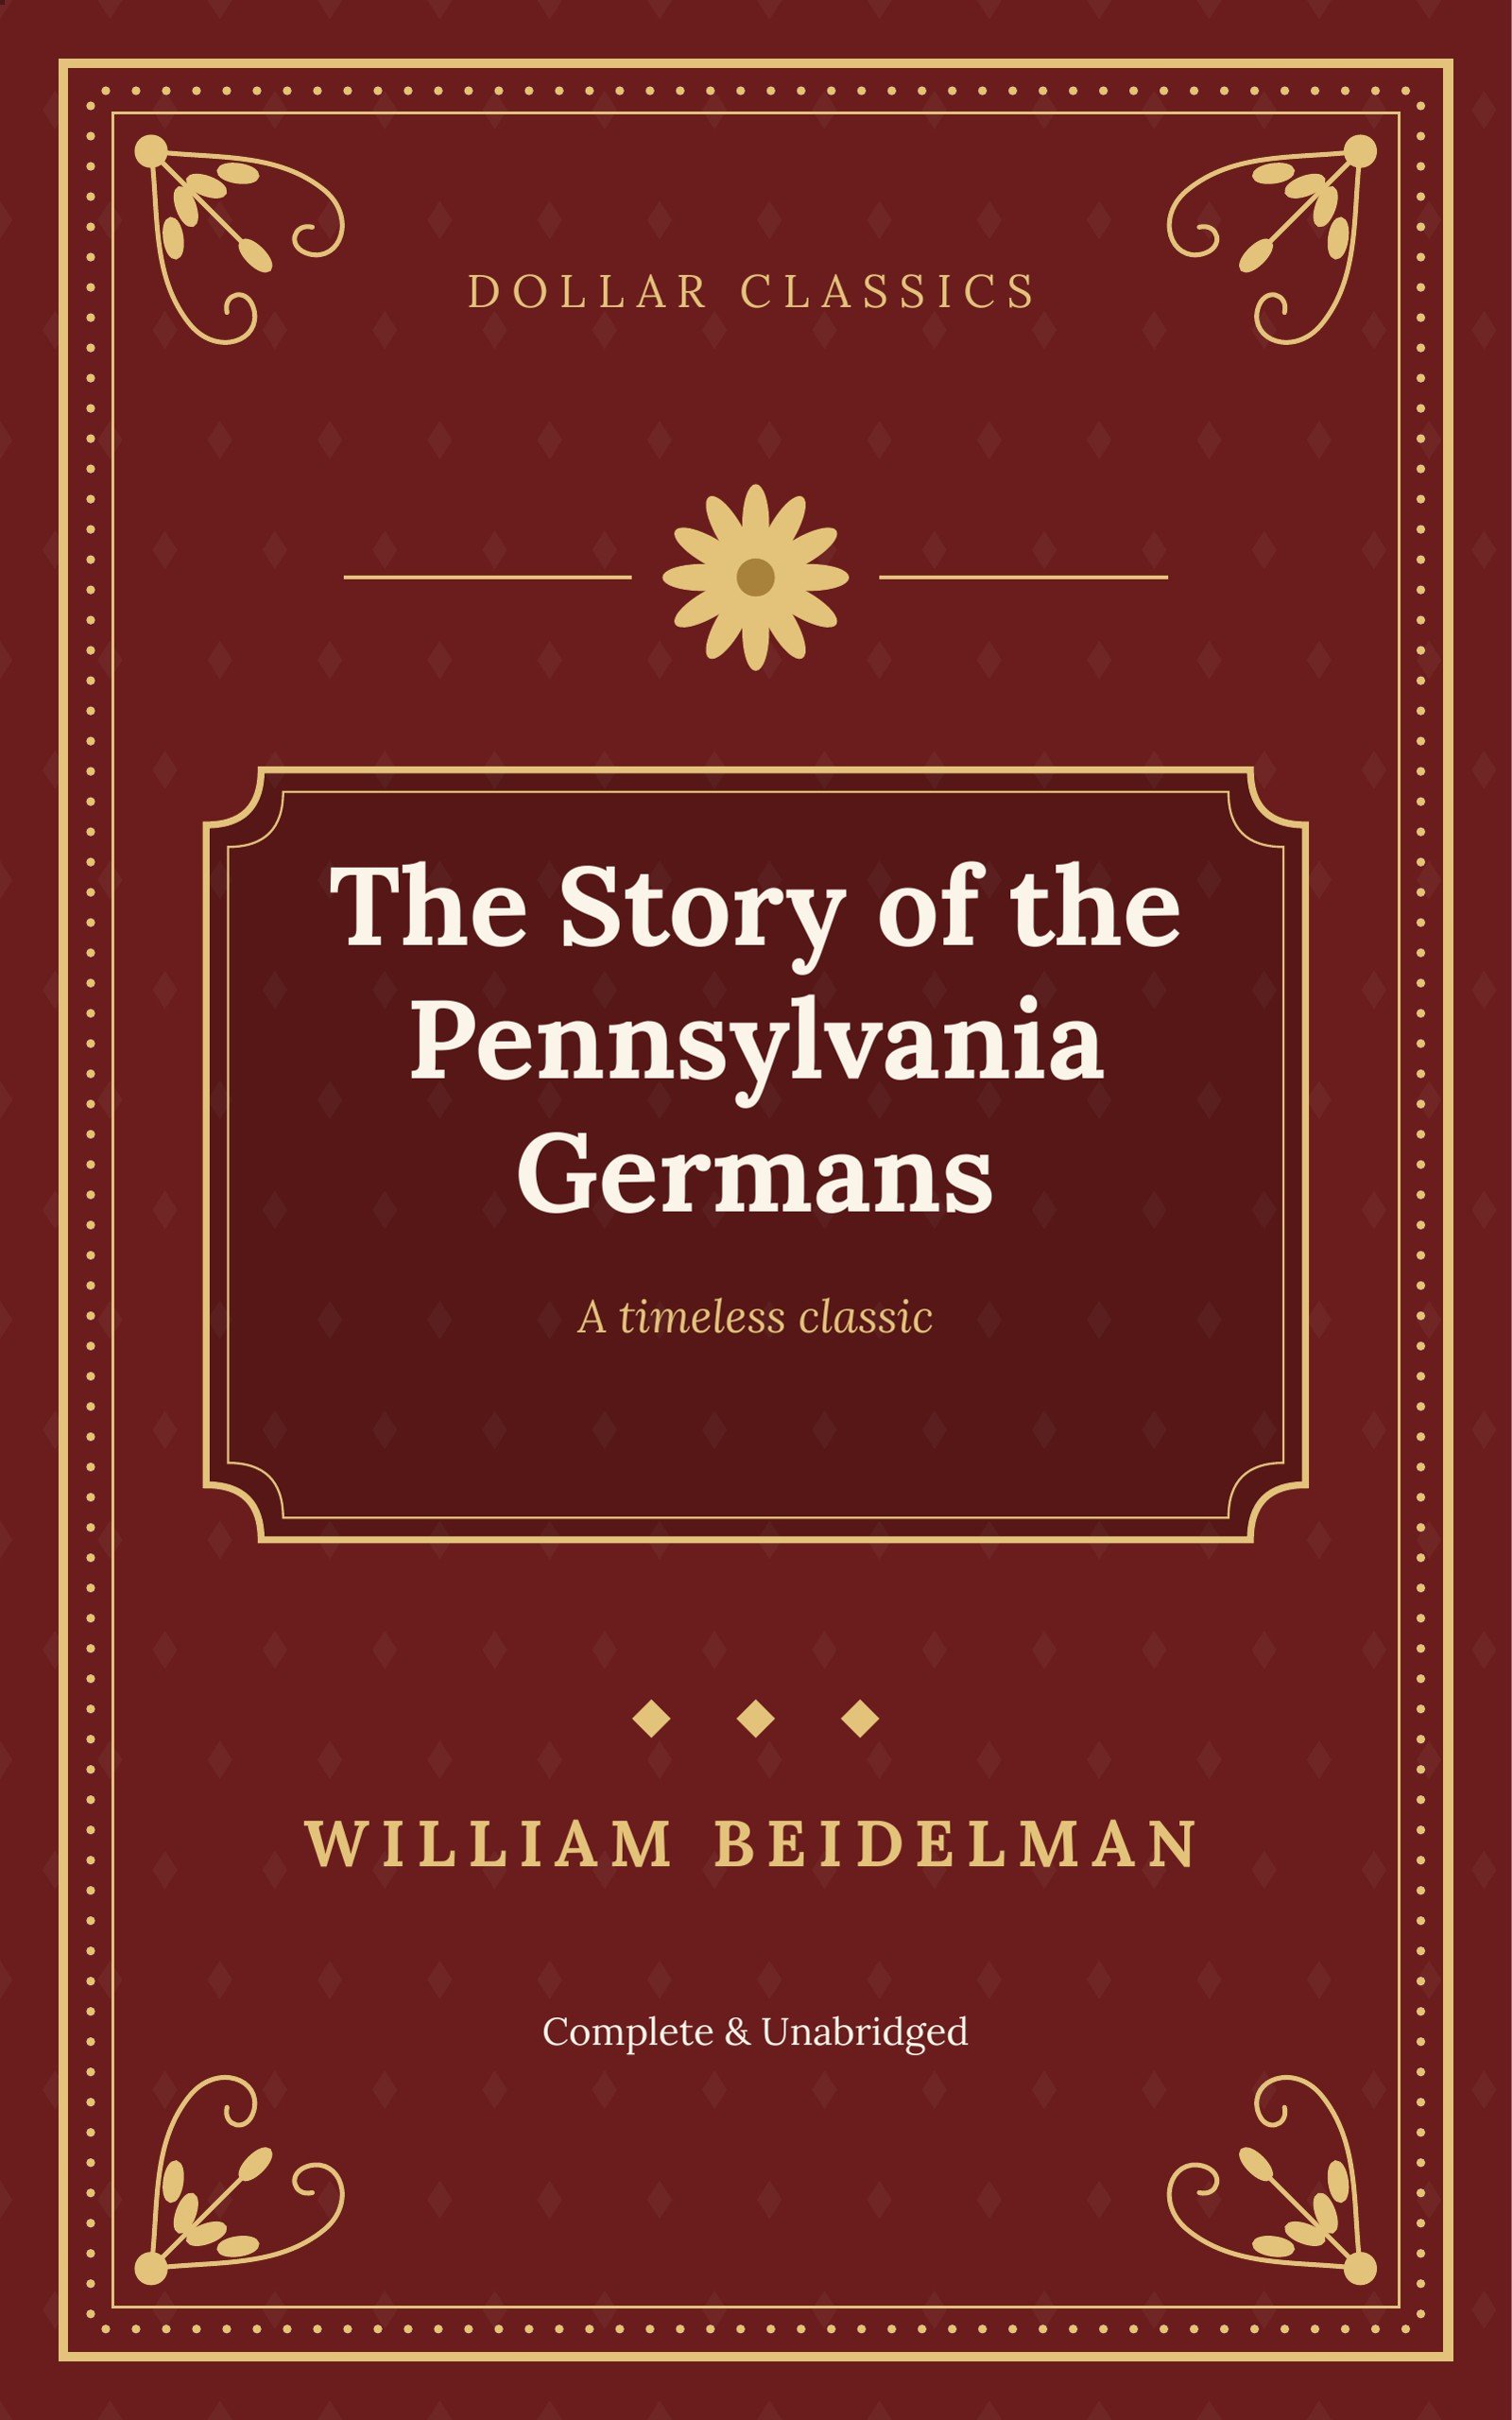 DOLLAR CLASSICS
The Story of the
Pennsylvania
Germans
A timeless classic
WILLIAM BEIDELMAN
Complete & Unabridged